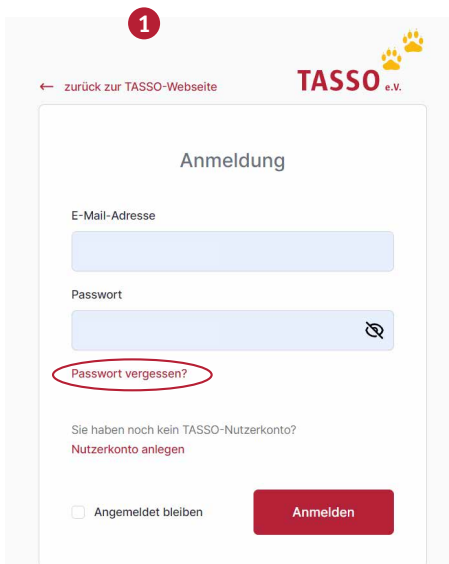 1
← zurück zur TASSO-Webseite
TASSO e.V.
Anmeldung
E-Mail-Adresse
Passwort
Passwort vergessen?
Sie haben noch kein TASSO-Nutzerkonto?
Nutzerkonto anlegen
Angemeldet bleiben
Anmelden